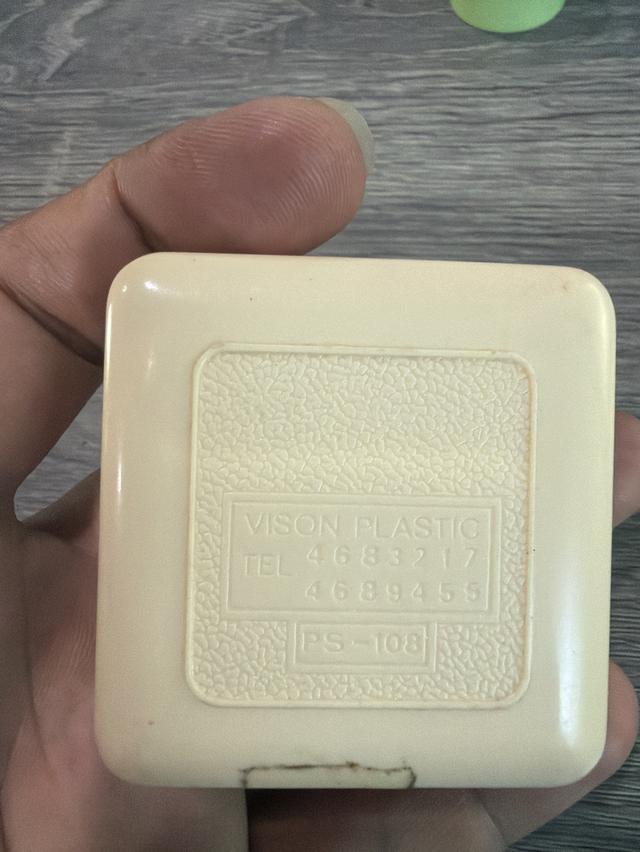 VISON PLASTIC
TEL 4683217
4689455
PS-108